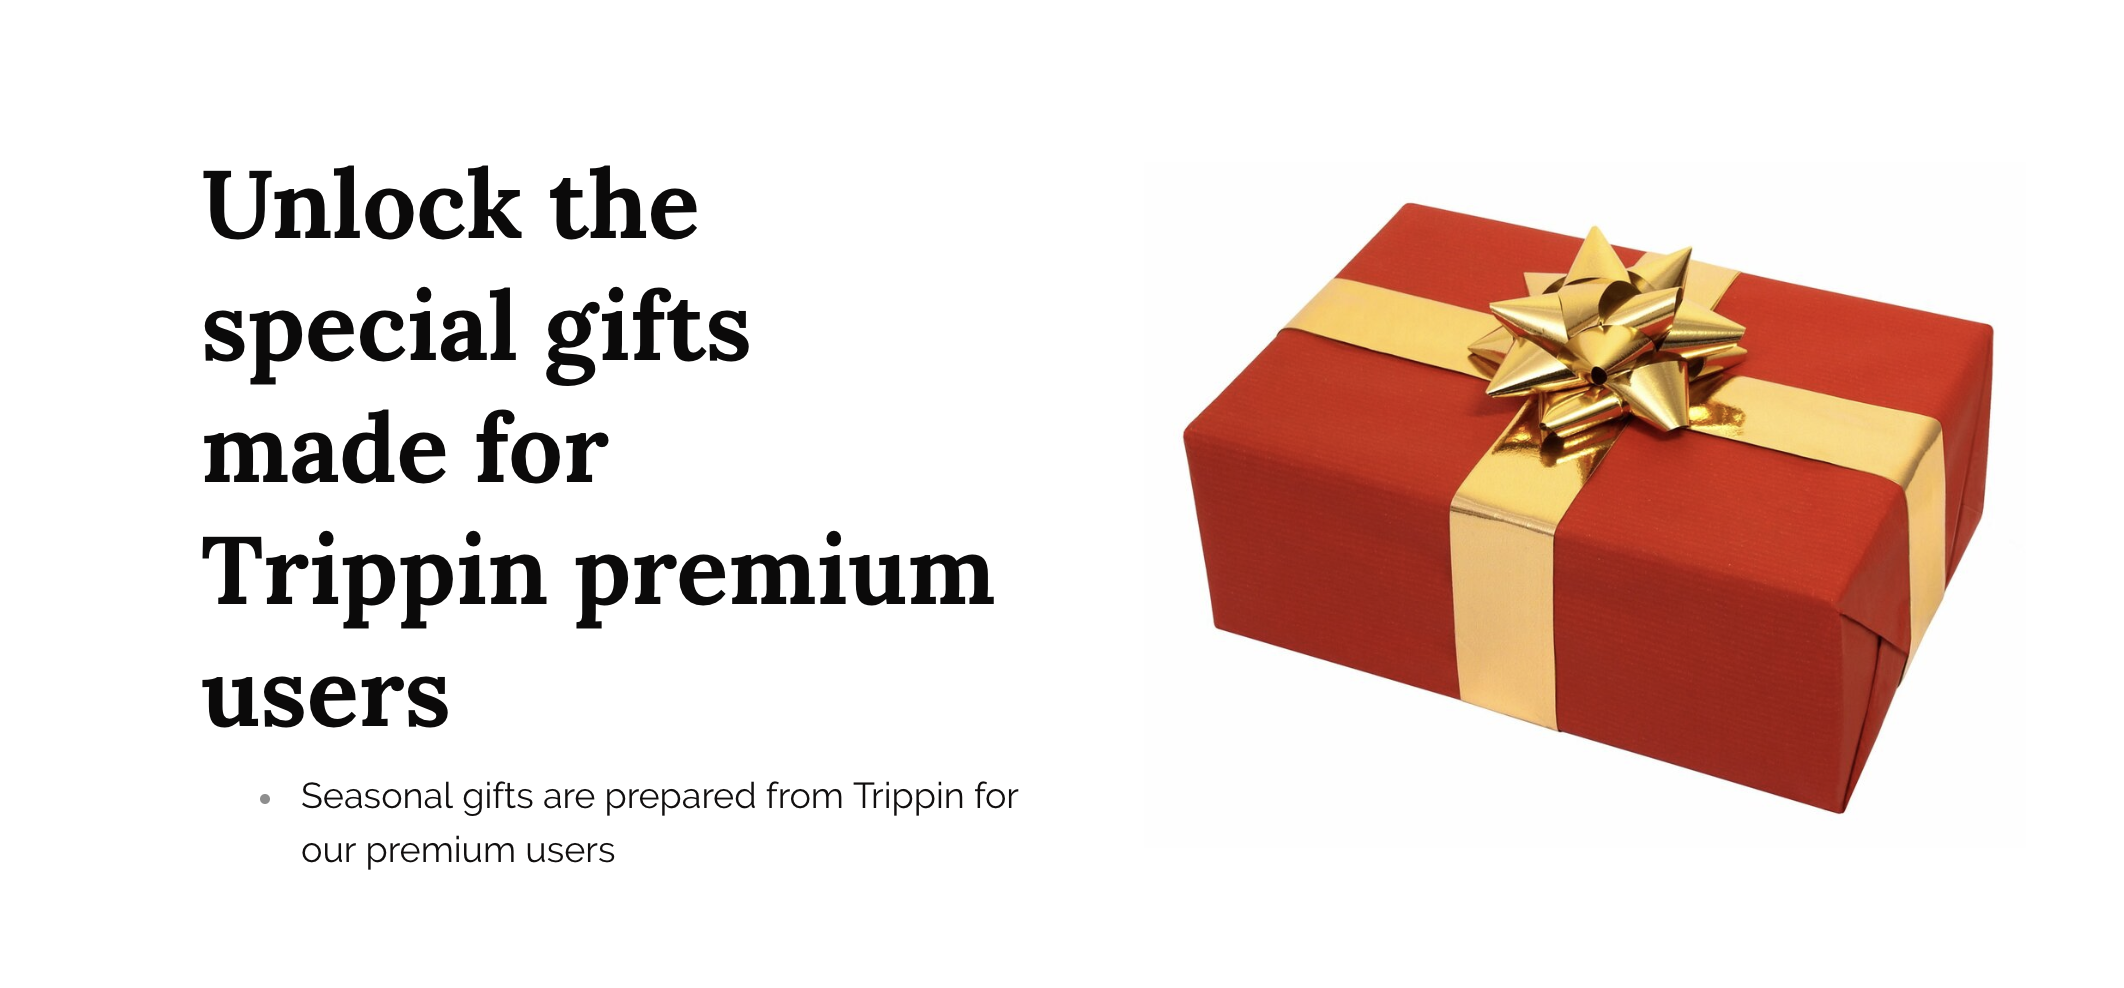 Unlock the
special gifts
made for
Trippin premium
users
Seasonal gifts are prepared from Trippin for
our premium users